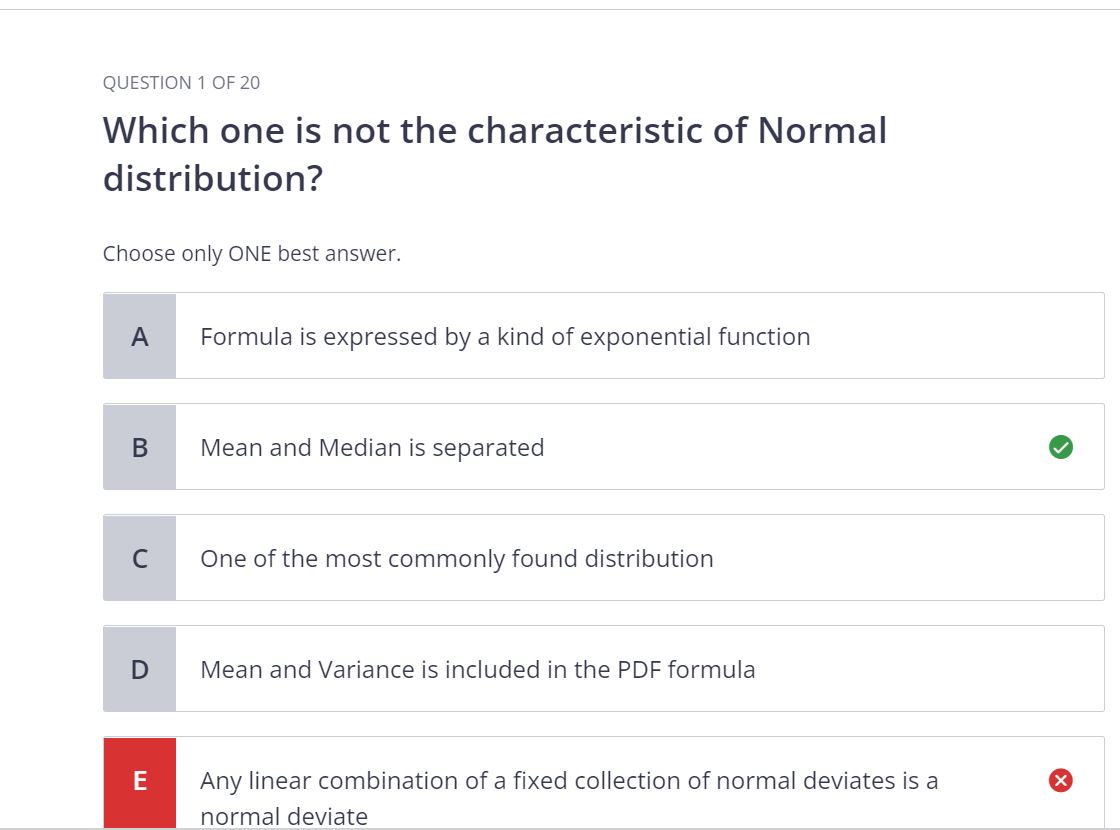 QUESTION 1 OF 20
Which one is not the characteristic of Normal
distribution?
Choose only ONE best answer.
A Formula is expressed by a kind of exponential function
B Mean and Median is separated
C One of the most commonly found distribution
D Mean and Variance is included in the PDF formula
E Any linear combination of a fixed collection of normal deviates is a
normal deviate